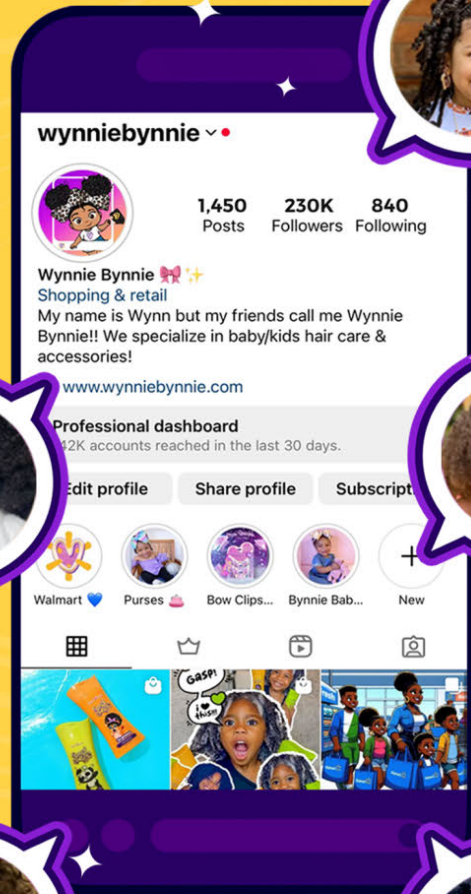 wynniebynnie
1,450 230K 840
Posts Followers Following
Wynnie Bynnie
Shopping & retail
My name is Wynn but my friends call me Wynnie
Bynnie!! We specialize in baby/kids hair care &
accessories!
www.wynniebynnie.com
Professional dashboard
42K accounts reached in the last 30 days.
Edit profile Share profile Subscript
Walmart 💙 Purses 👛 Bow Clips... Bynnie Bab... New
GASP!
i ♥
this!!!